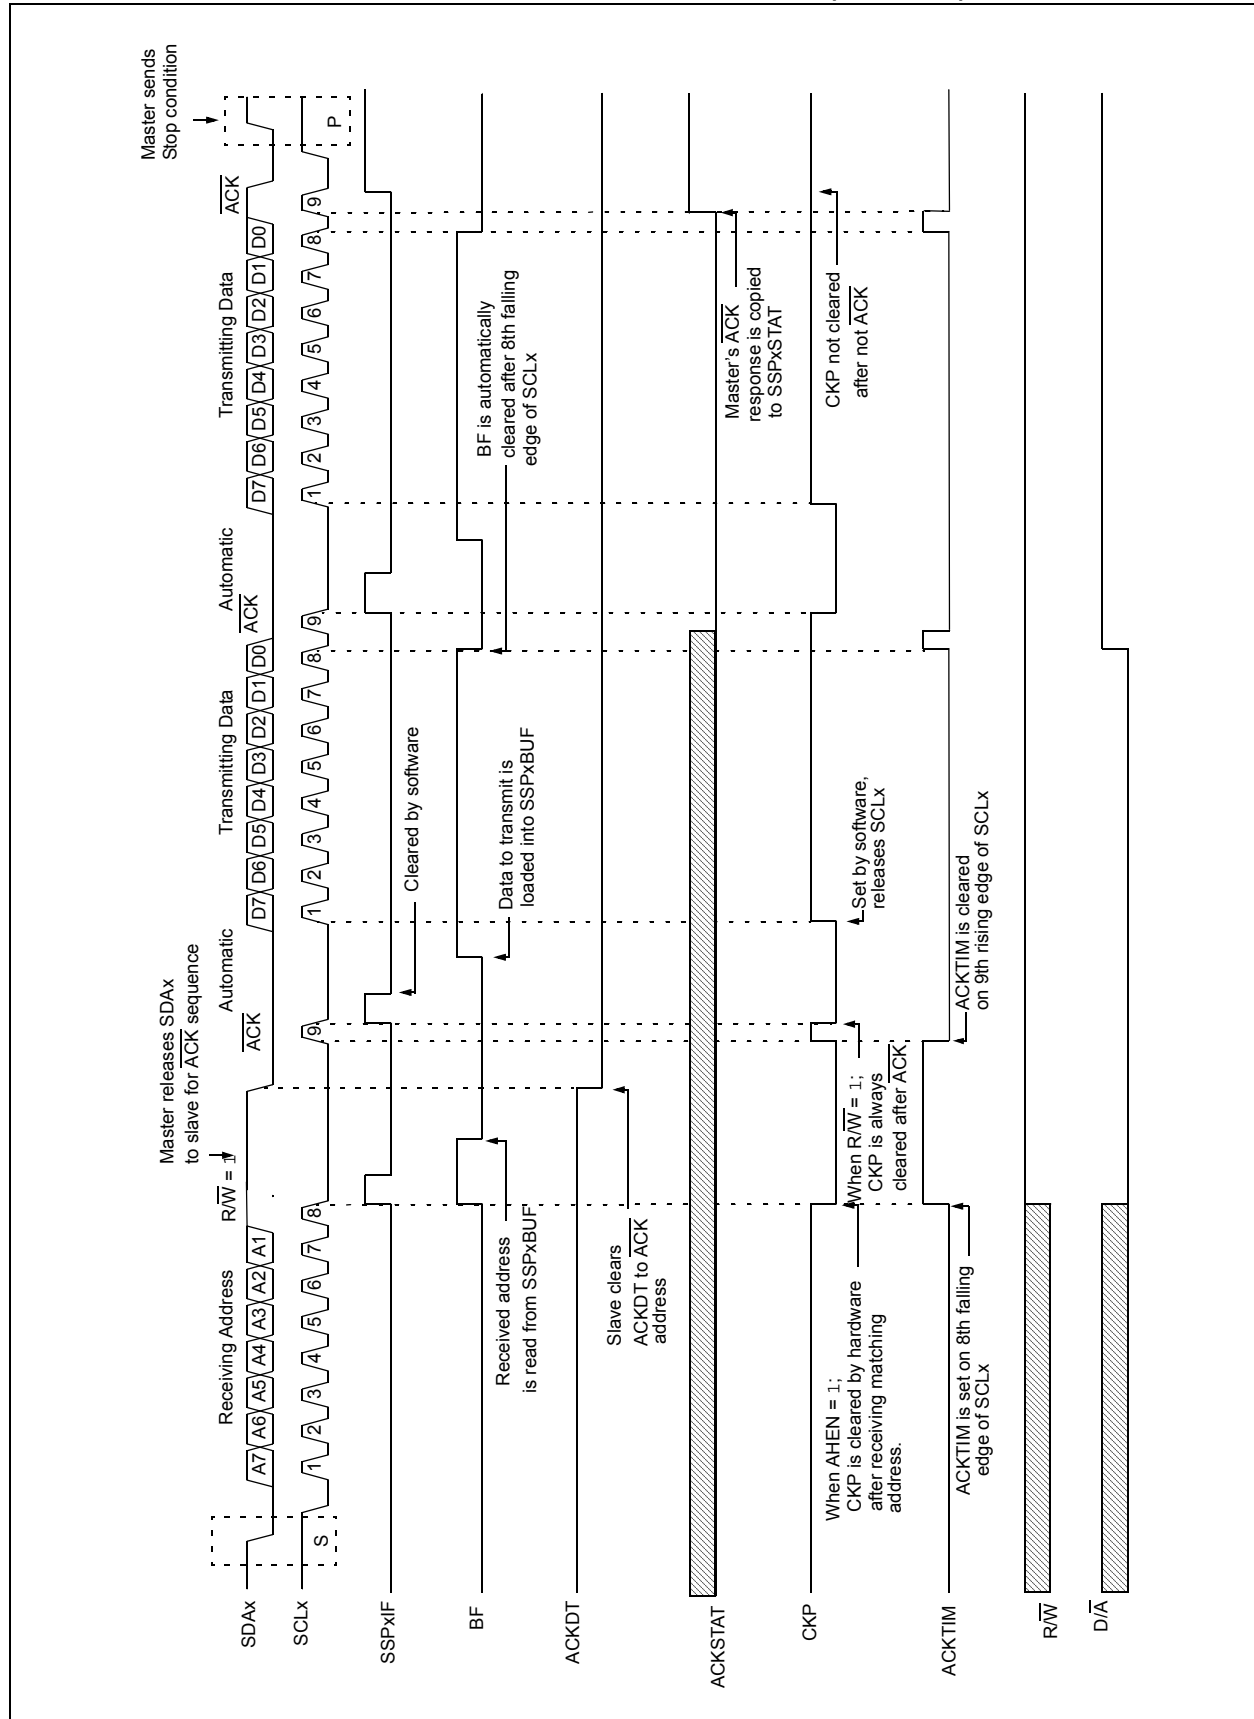 Master sends
Stop condition
Master releases SDAx
to slave for ACK sequence
Receiving Address
R/W = 1
ACK
Automatic
Transmitting Data
ACK
Automatic
Transmitting Data
ACK
SDAx
A7 A6 A5 A4 A3 A2 A1
D7 D6 D5 D4 D3 D2 D1 D0
D7 D6 D5 D4 D3 D2 D1 D0
SCLx
S
1 2 3 4 5 6 7 8 9
1 2 3 4 5 6 7 8 9
1 2 3 4 5 6 7 8 9
P
SSPxIF
Cleared by software
BF
Received address
is read from SSPxBUF
Data to transmit is
loaded into SSPxBUF
BF is automatically
cleared after 8th falling
edge of SCLx
ACKDT
Slave clears
ACKDT to ACK
address
ACKSTAT
Master's ACK
response is copied
to SSPxSTAT
CKP
When AHEN = 1;
CKP is cleared by hardware
after receiving matching
address.
When R/W = 1;
CKP is always
cleared after ACK
Set by software,
releases SCLx
CKP not cleared
after not ACK
ACKTIM
ACKTIM is set on 8th falling
edge of SCLx
ACKTIM is cleared
on 9th rising edge of SCLx
R/W
D/A